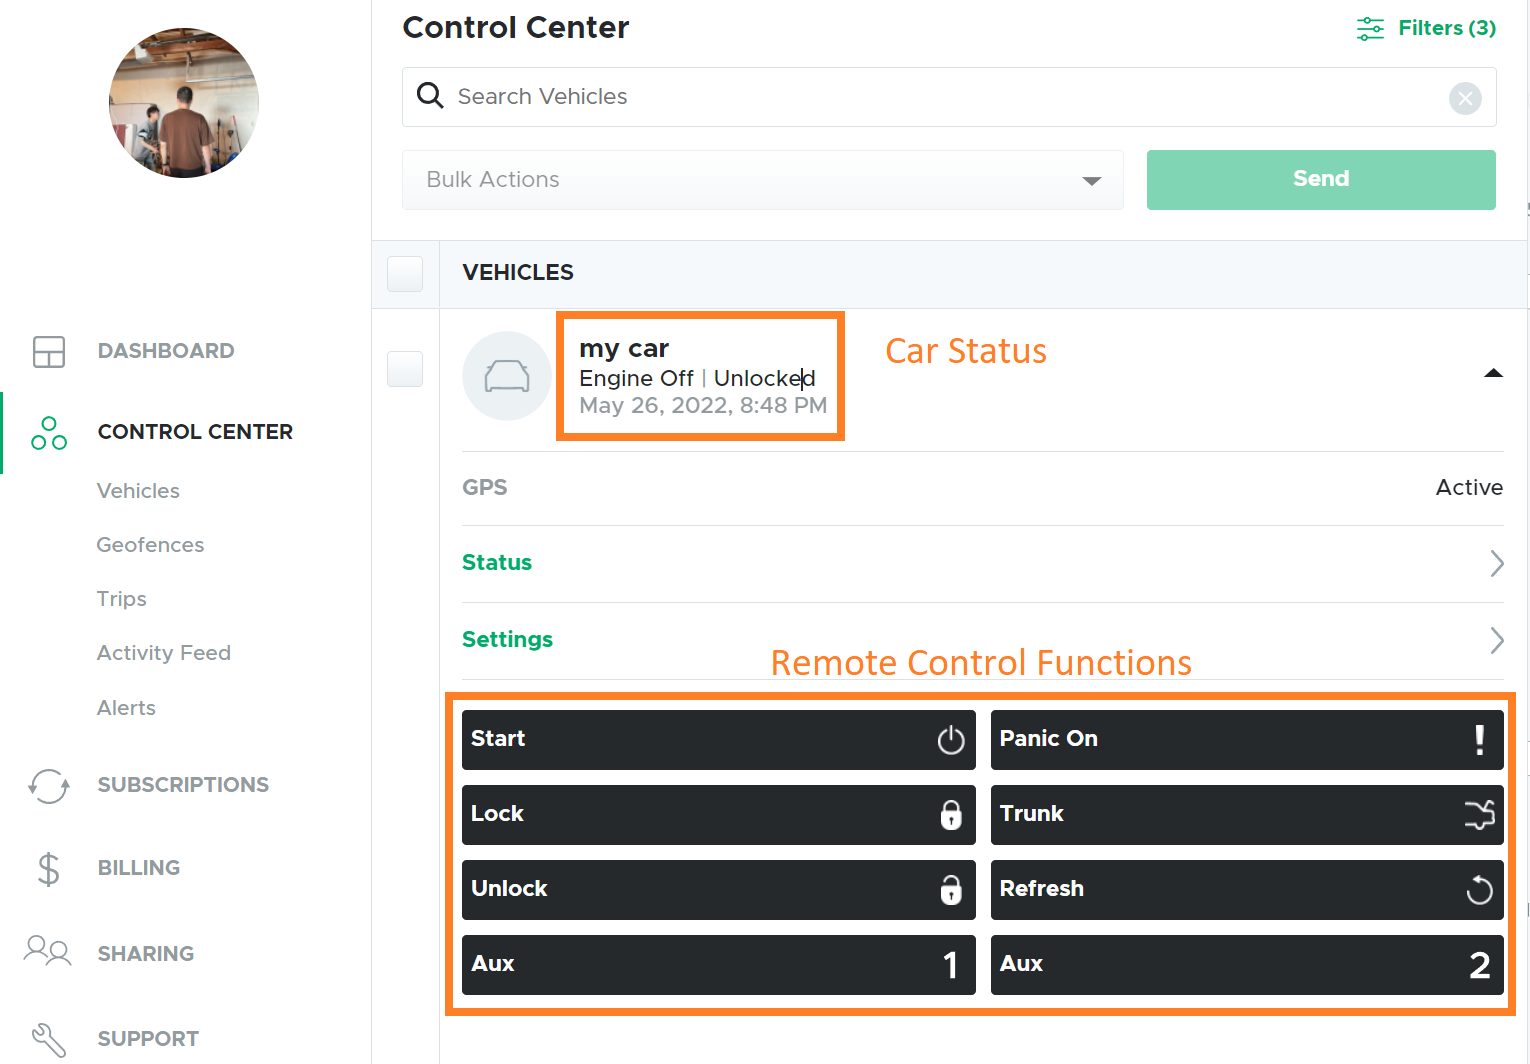 Control Center
Filters (3)
Search Vehicles
Bulk Actions
Send
VEHICLES
my car
Engine Off | Unlocked
May 26, 2022, 8:48 PM
Car Status
GPS
Active
Status
Settings
Remote Control Functions
Start
Panic On
!
Lock
Trunk
Unlock
Refresh
Aux 1
Aux 2
DASHBOARD
CONTROL CENTER
Vehicles
Geofences
Trips
Activity Feed
Alerts
SUBSCRIPTIONS
$ BILLING
SHARING
SUPPORT